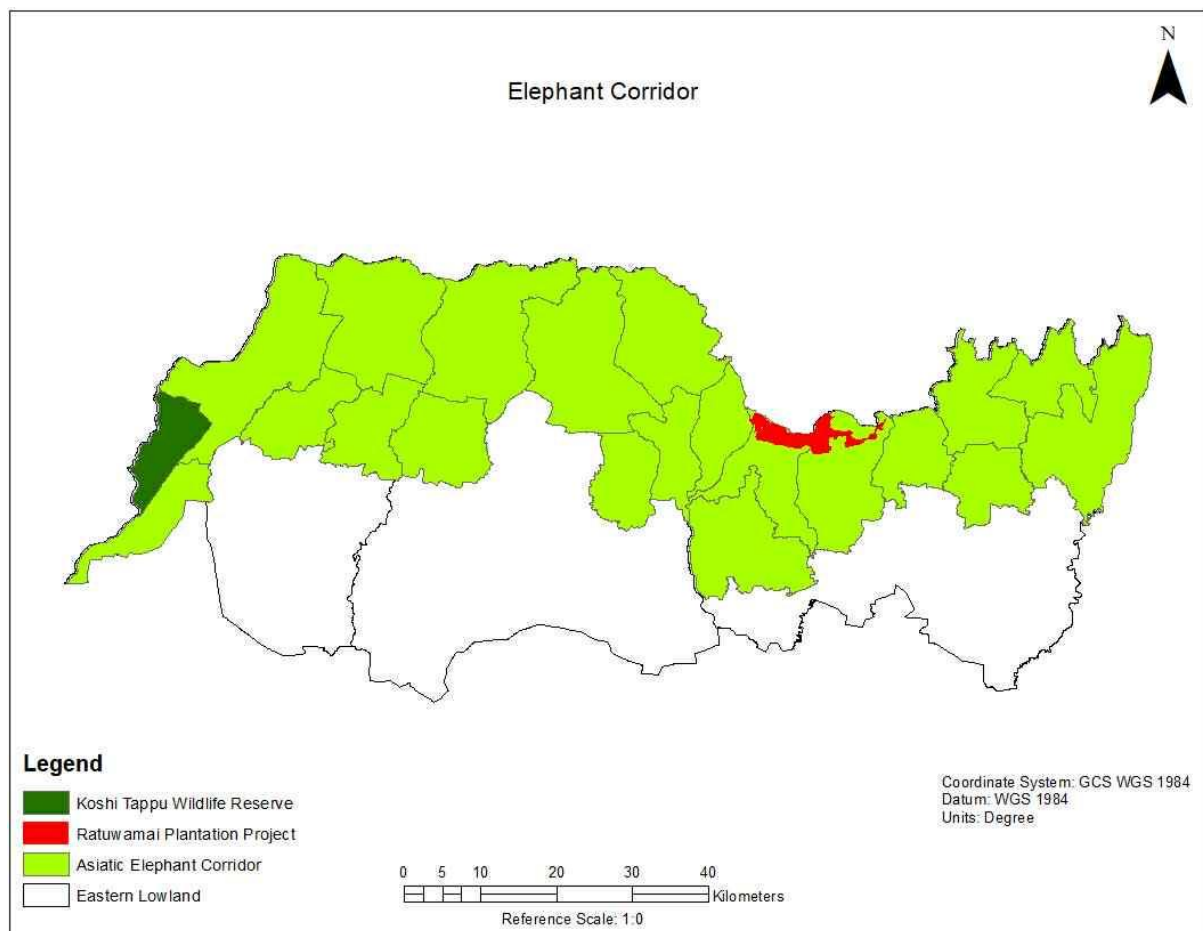 N
Elephant Corridor
Legend
Koshi Tappu Wildlife Reserve
Ratuwamai Plantation Project
Asiatic Elephant Corridor
Eastern Lowland
0 5 10 20 30 40
Kilometers
Reference Scale: 1:0
Coordinate System: GCS WGS 1984
Datum: WGS 1984
Units: Degree